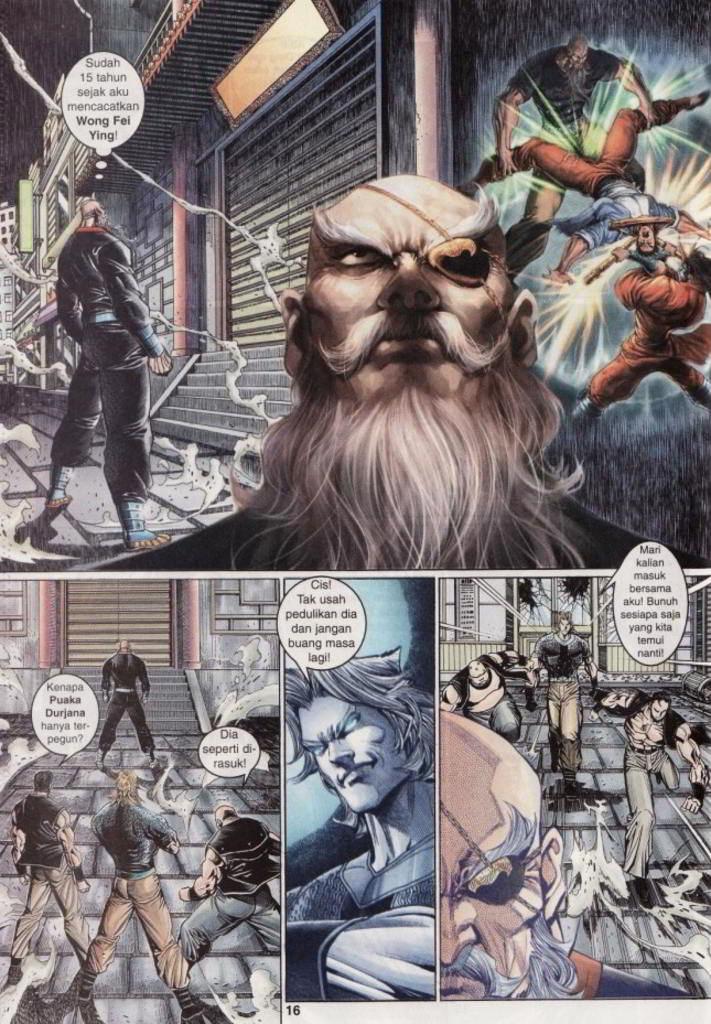 Sudah
15 tahun
sejak aku
mencacatkan
Wong Fei
Ying!
Kenapa
Puaka
Durjana
hanya ter-
pegun?
Dia
seperti di-
rasuk!
Cis!
Tak usah
pedulikan dia
dan jangan
buang masa
lagi!
Mari
kalian
masuk
bersama
aku! Bunuh
sesiapa saja
yang kita
temui
nanti!
16